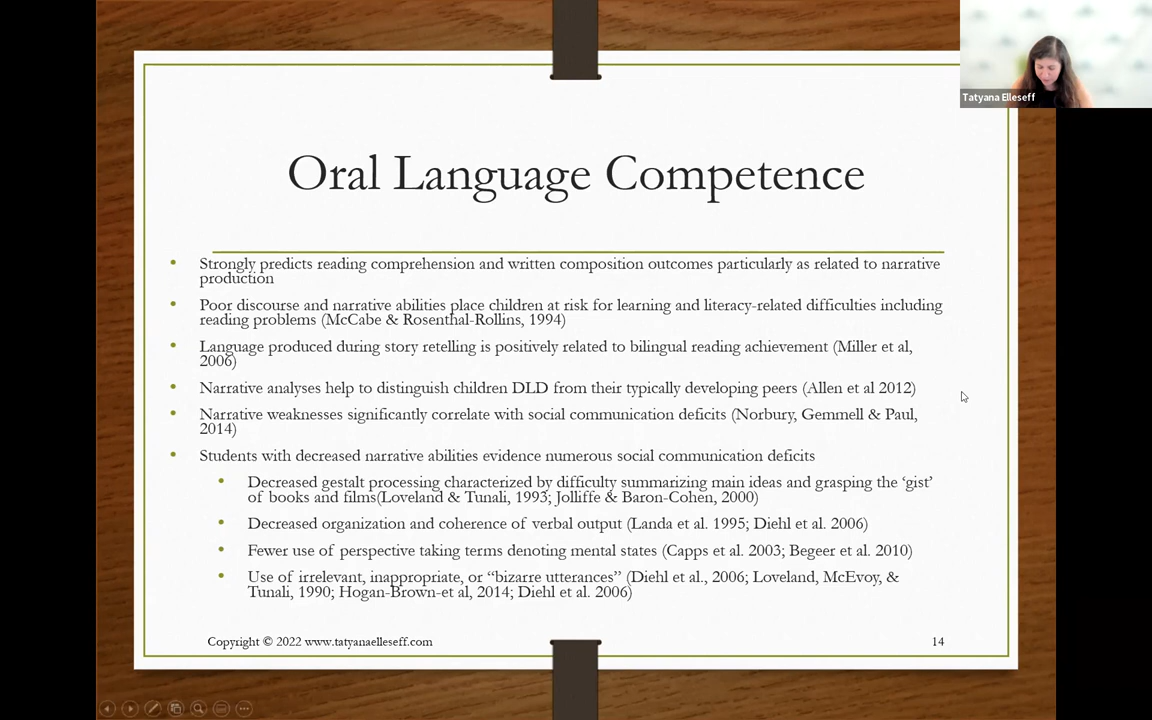 Tatyana Elleseff
Oral Language Competence
• Strongly predicts reading comprehension and written composition outcomes particularly as related to narrative
production
• Poor discourse and narrative abilities place children at risk for learning and literacy-related difficulties including
reading problems (McCabe & Rosenthal-Rollins, 1994)
• Language produced during story retelling is positively related to bilingual reading achievement (Miller et al,
2006)
• Narrative analyses help to distinguish children DLD from their typically developing peers (Allen et al 2012)
• Narrative weaknesses significantly correlate with social communication deficits (Norbury, Gemmell & Paul,
2014)
• Students with decreased narrative abilities evidence numerous social communication deficits
• Decreased gestalt processing characterized by difficulty summarizing main ideas and grasping the ‘gist’
of books and films(Loveland & Tunali, 1993; Jolliffe & Baron-Cohen, 2000)
• Decreased organization and coherence of verbal output (Landa et al. 1995; Diehl et al. 2006)
• Fewer use of perspective taking terms denoting mental states (Capps et al. 2003; Begeer et al. 2010)
• Use of irrelevant, inappropriate, or “bizarre utterances” (Diehl et al., 2006; Loveland, McEvoy, &
Tunali, 1990; Hogan-Brown-et al, 2014; Diehl et al. 2006)
Copyright © 2022 www.tatyanaelleseff.com
14